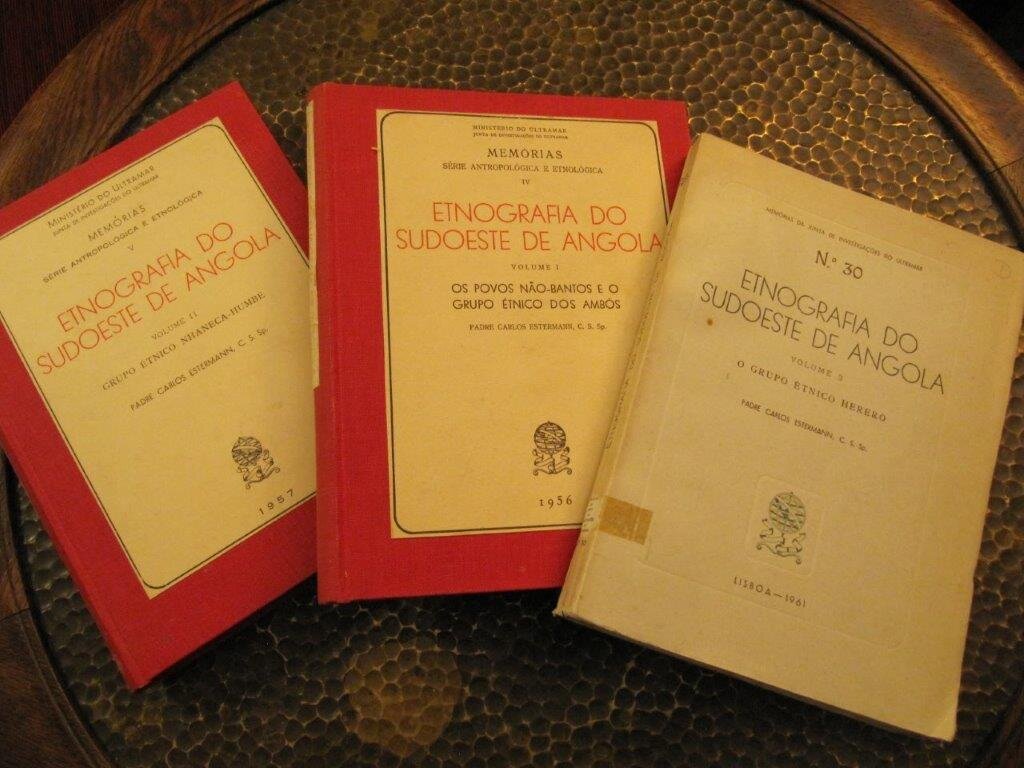 MINISTÉRIO DO ULTRAMAR
JUNTA DE INVESTIGAÇÕES DO ULTRAMAR
MEMÓRIAS
SÉRIE ANTROPOLÓGICA E ETNOLÓGICA
V
ETNOGRAFIA DO
SUDOESTE DE ANGOLA
VOLUME II
GRUPO ÉTNICO NHANECA-HUMBE
PADRE CARLOS ESTERMANN, C. S. Sp.
1957
MINISTÉRIO DO ULTRAMAR
JUNTA DE INVESTIGAÇÕES DO ULTRAMAR
MEMÓRIAS
SÉRIE ANTROPOLÓGICA E ETNOLÓGICA
IV
ETNOGRAFIA DO
SUDOESTE DE ANGOLA
VOLUME I
OS POVOS NÃO-BANTOS E O
GRUPO ÉTNICO DOS AMBÓS
PADRE CARLOS ESTERMANN, C. S. Sp.
1956
MEMÓRIAS DA JUNTA DE INVESTIGAÇÕES DO ULTRAMAR
N.º 30
ETNOGRAFIA DO
SUDOESTE DE ANGOLA
VOLUME 3
O GRUPO ÉTNICO HERERO
PADRE CARLOS ESTERMANN, C. S. Sp.
LISBOA — 1961